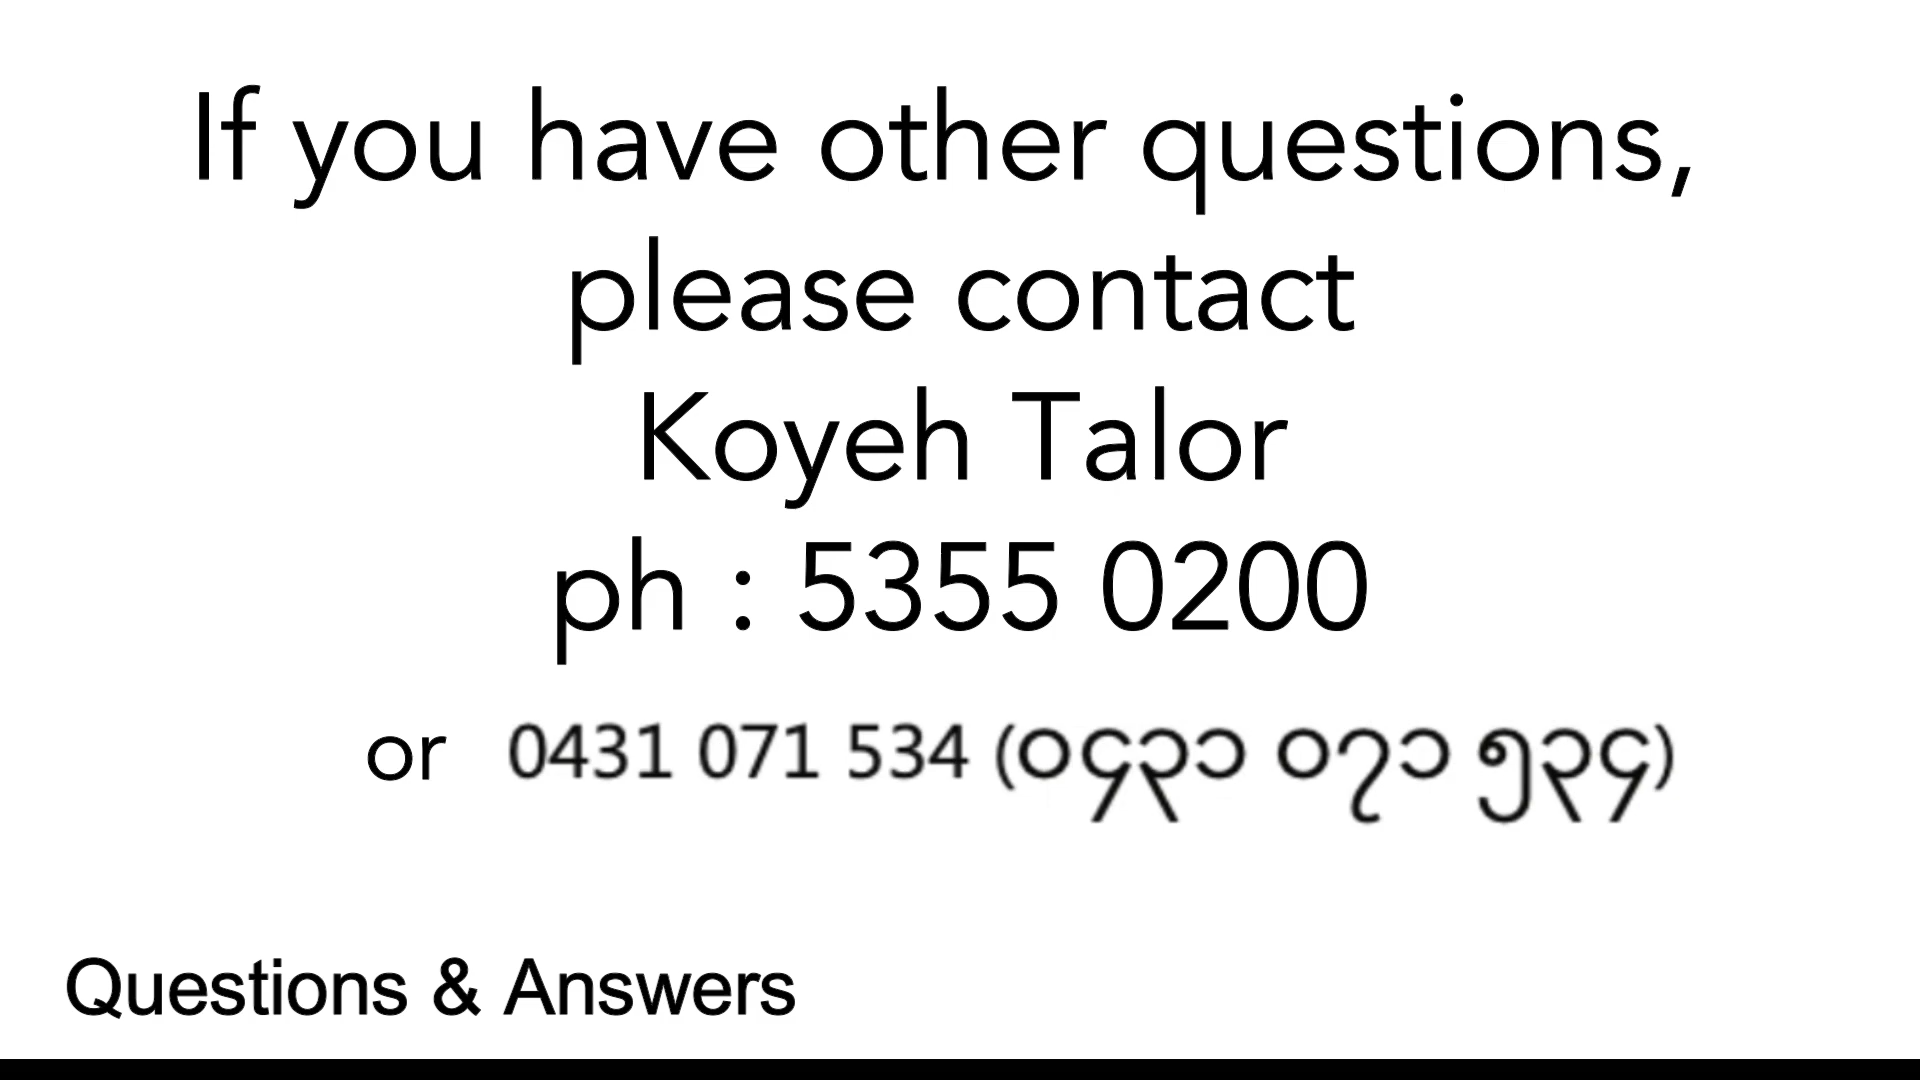 If you have other questions,
please contact
Koyeh Talor
ph : 5355 0200
or 0431 071 534 (၀၄၃၁ ၀၇၁ ၅၃၄)
Questions & Answers